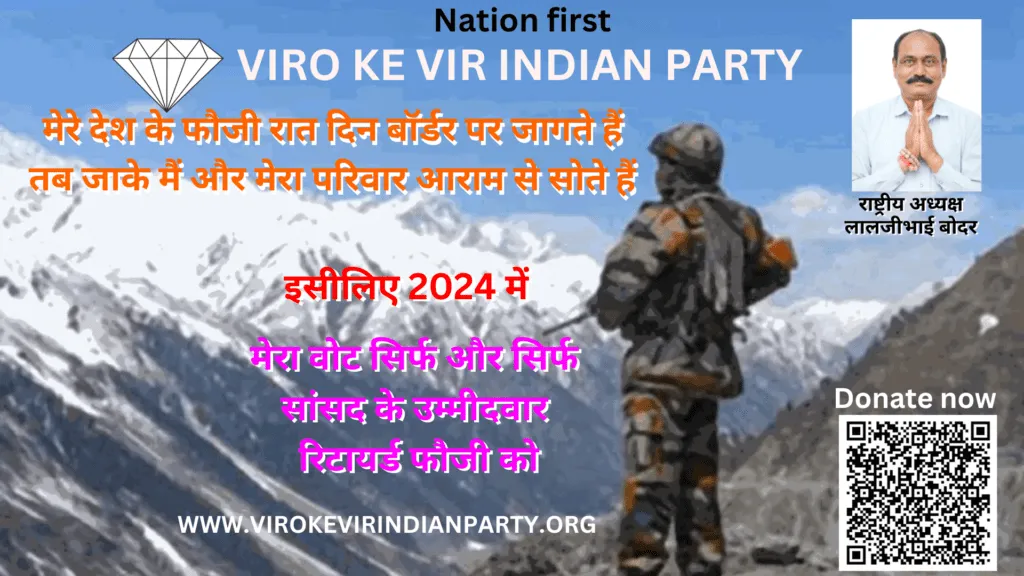 Nation first
VIRO KE VIR INDIAN PARTY
मेरे देश के फौजी रात दिन बॉर्डर पर जागते हैं
तब जाके मैं और मेरा परिवार आराम से सोते हैं
राष्ट्रीय अध्यक्ष
लालजीभाई बोदर
इसीलिए 2024 में
मेरा वोट सिर्फ और सिर्फ
सांसद के उम्मीदवार
रिटायर्ड फौजी को
Donate now
WWW.VIROKEVIRINDIANPARTY.ORG